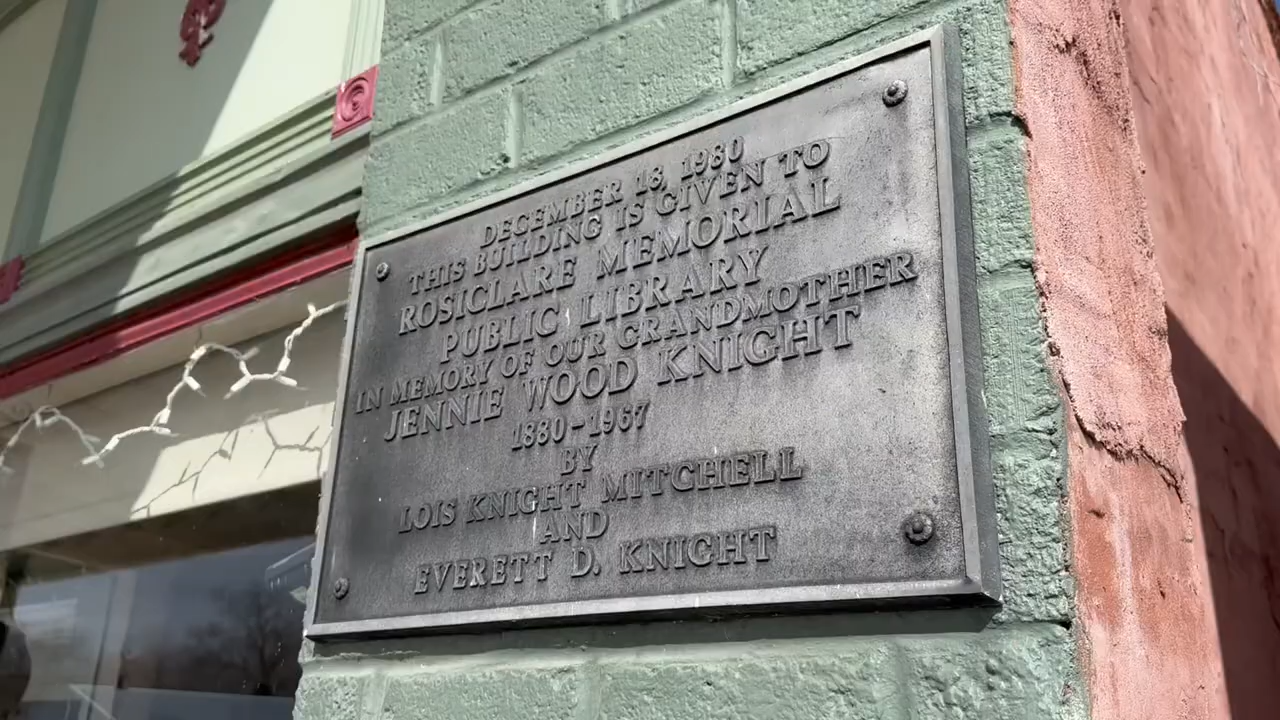 DECEMBER 18, 1980
THIS BUILDING IS GIVEN TO
ROSICLARE MEMORIAL
PUBLIC LIBRARY
IN MEMORY OF OUR GRANDMOTHER
JENNIE WOOD KNIGHT
1880-1967
BY
LOIS KNIGHT MITCHELL
AND
EVERETT D. KNIGHT